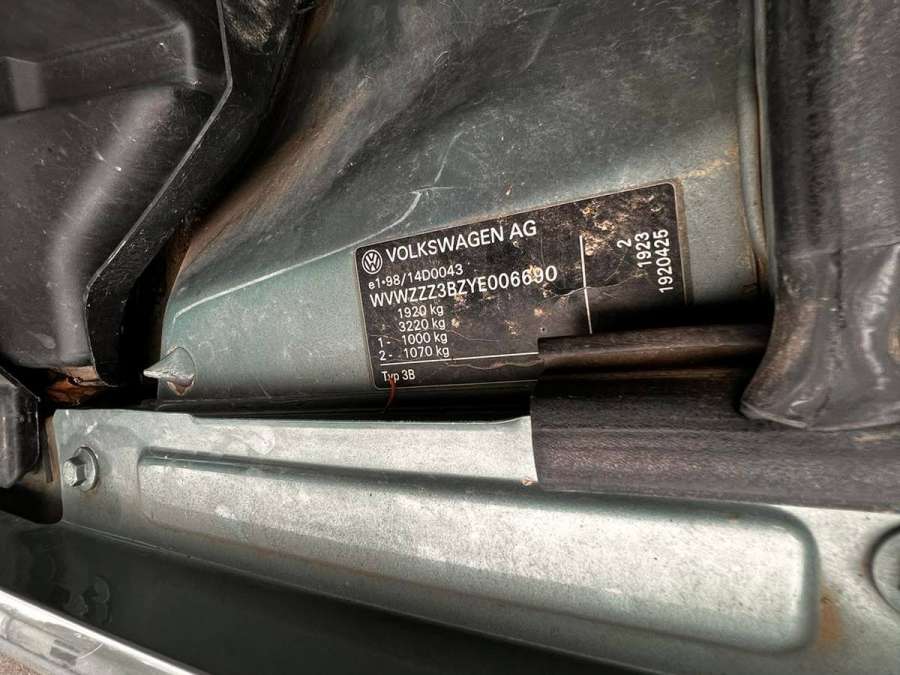 VOLKSWAGEN AG
e1*98/14D0043
WVWZZZ3BZYE006690
1920 kg
3220 kg
1- 1000 kg
2- 1070 kg
Typ 3B
2
1923
1920425